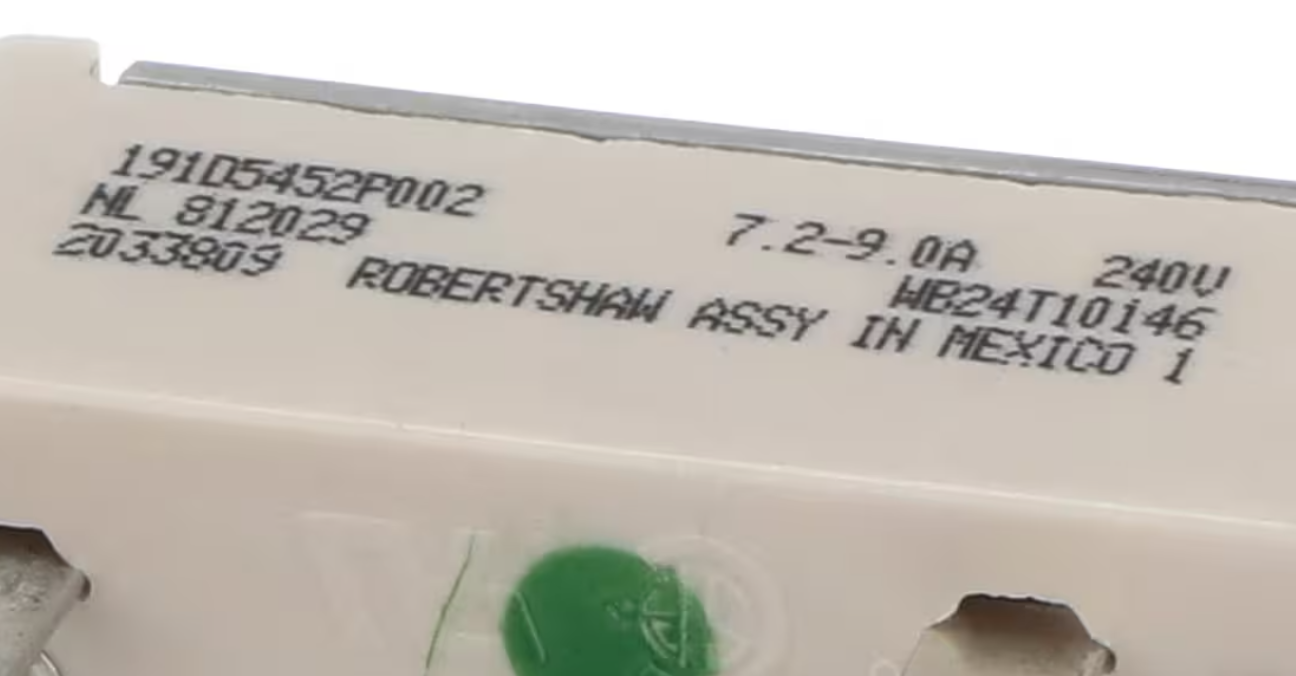 191D5452P002
NL 812029 7.2-9.0A 240V
2033809 WB24T10146
ROBERTSHAW ASSY IN MEXICO 1